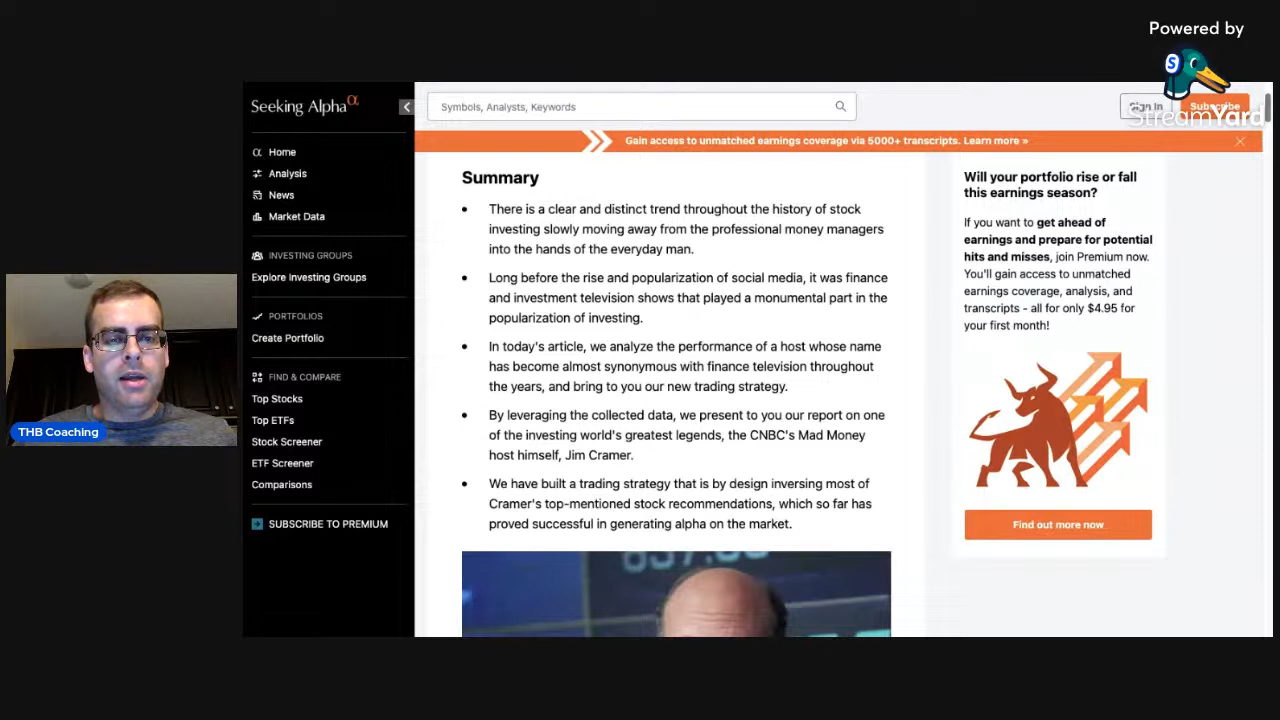 Powered by
StreamYard
Seeking Alpha α
Symbols, Analysts, Keywords
Sign In
Subscribe
Gain access to unmatched earnings coverage via 5000+ transcripts. Learn more »
Home
Analysis
News
Market Data
INVESTING GROUPS
Explore Investing Groups
PORTFOLIOS
Create Portfolio
FIND & COMPARE
Top Stocks
Top ETFs
Stock Screener
ETF Screener
Comparisons
SUBSCRIBE TO PREMIUM
THB Coaching
Summary
There is a clear and distinct trend throughout the history of stock
investing slowly moving away from the professional money managers
into the hands of the everyday man.
Long before the rise and popularization of social media, it was finance
and investment television shows that played a monumental part in the
popularization of investing.
In today's article, we analyze the performance of a host whose name
has become almost synonymous with finance television throughout
the years, and bring to you our new trading strategy.
By leveraging the collected data, we present to you our report on one
of the investing world's greatest legends, the CNBC's Mad Money
host himself, Jim Cramer.
We have built a trading strategy that is by design inversing most of
Cramer's top-mentioned stock recommendations, which so far has
proved successful in generating alpha on the market.
Will your portfolio rise or fall
this earnings season?
If you want to get ahead of
earnings and prepare for potential
hits and misses, join Premium now.
You'll gain access to unmatched
earnings coverage, analysis, and
transcripts - all for only $4.95 for
your first month!
Find out more now